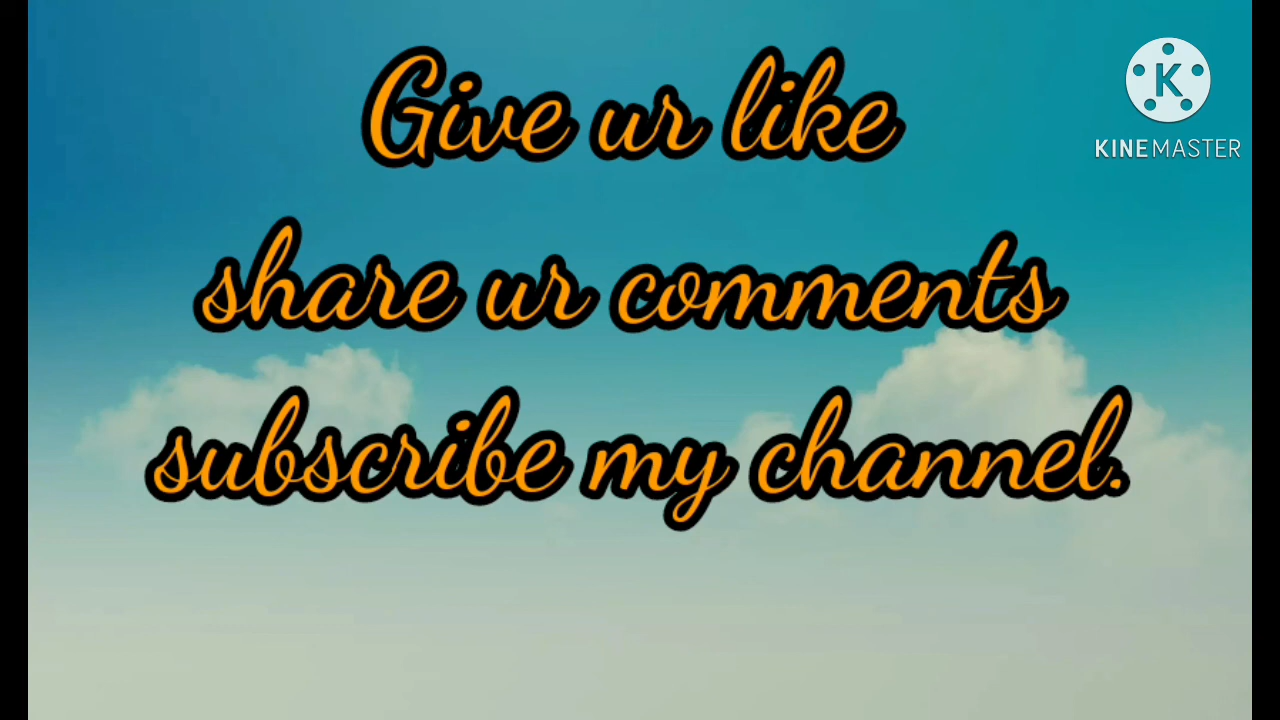 Give ur like
K
KINEMASTER
share ur comments
subscribe my channel.